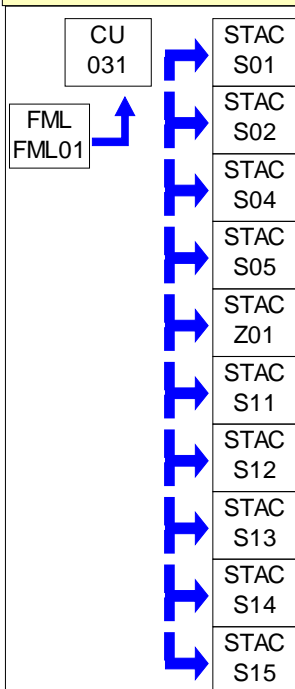 CU
031
FML
FML01
STAC
S01
STAC
S02
STAC
S04
STAC
S05
STAC
Z01
STAC
S11
STAC
S12
STAC
S13
STAC
S14
STAC
S15